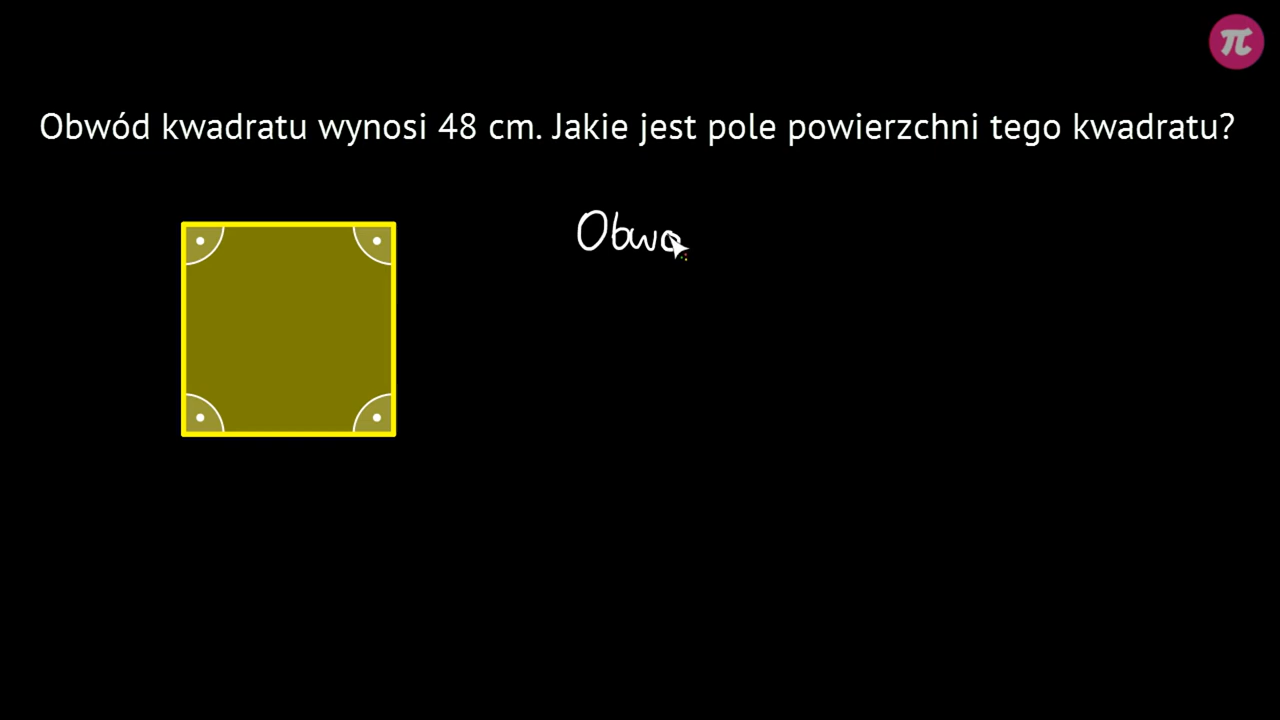 π
Obwód kwadratu wynosi 48 cm. Jakie jest pole powierzchni tego kwadratu?
Obwo